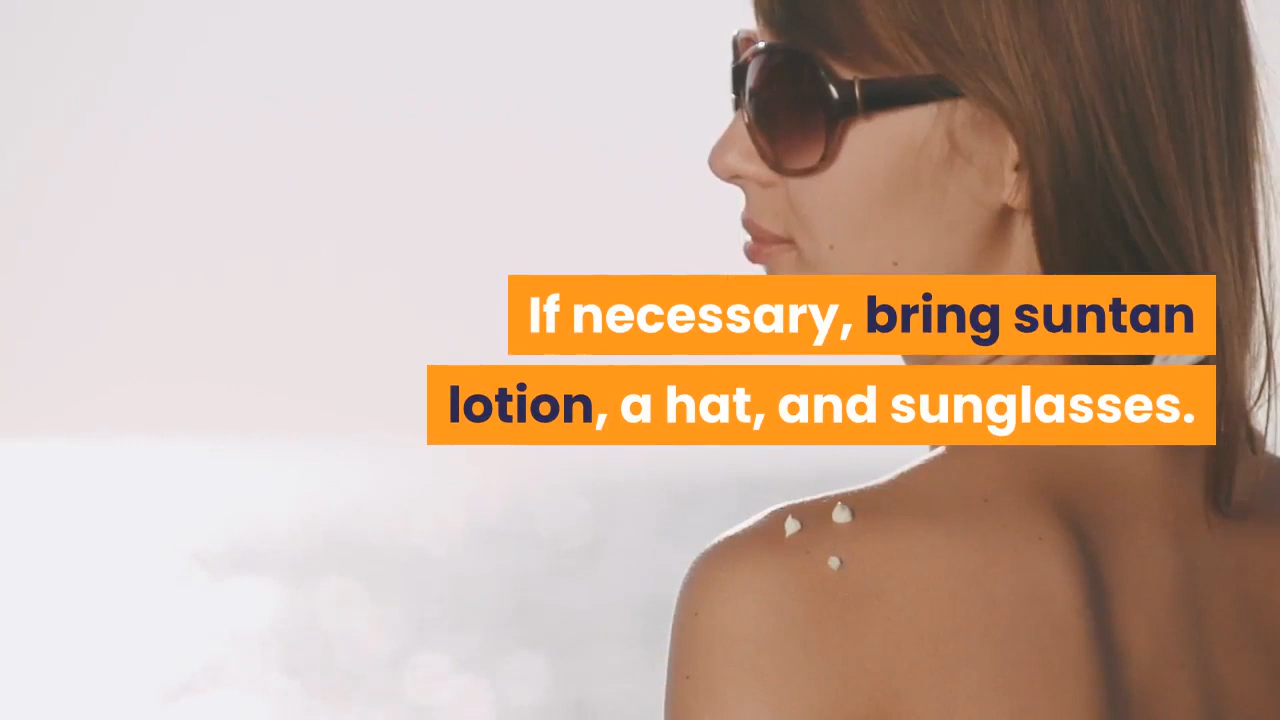 If necessary, bring suntan
lotion, a hat, and sunglasses.